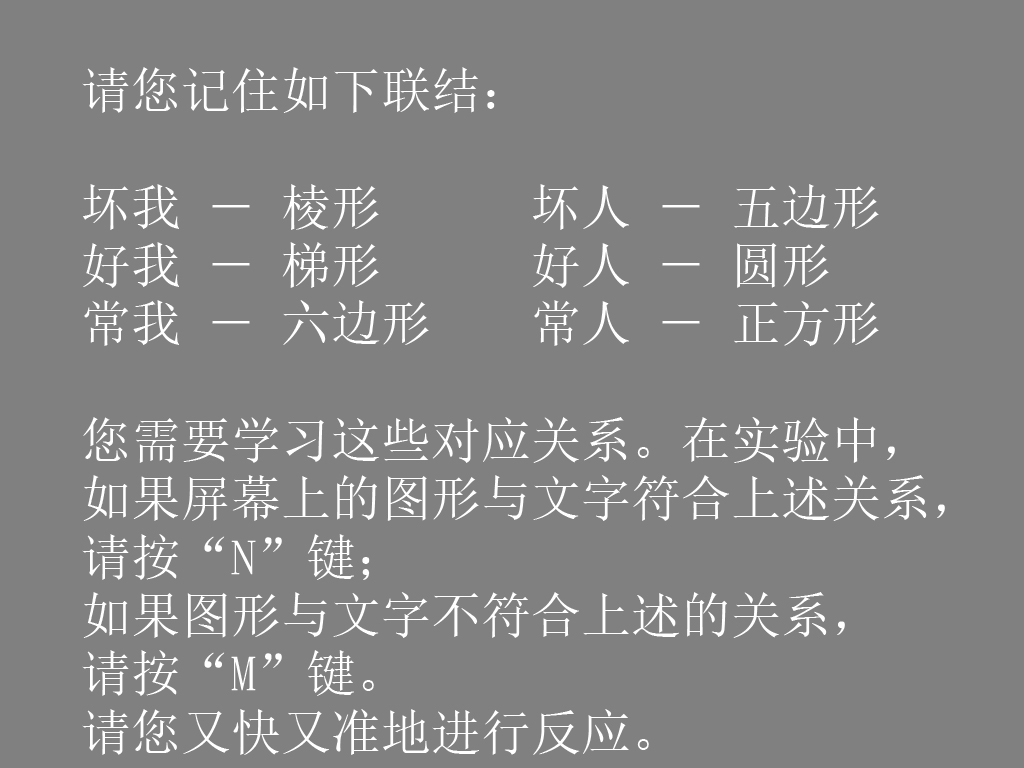 请您记住如下联结：
坏我 － 棱形　　　坏人 － 五边形
好我 － 梯形　　　好人 － 圆形
常我 － 六边形　　常人 － 正方形
您需要学习这些对应关系。在实验中，
如果屏幕上的图形与文字符合上述关系，
请按“N”键；
如果图形与文字不符合上述的关系，
请按“M”键。
请您又快又准地进行反应。